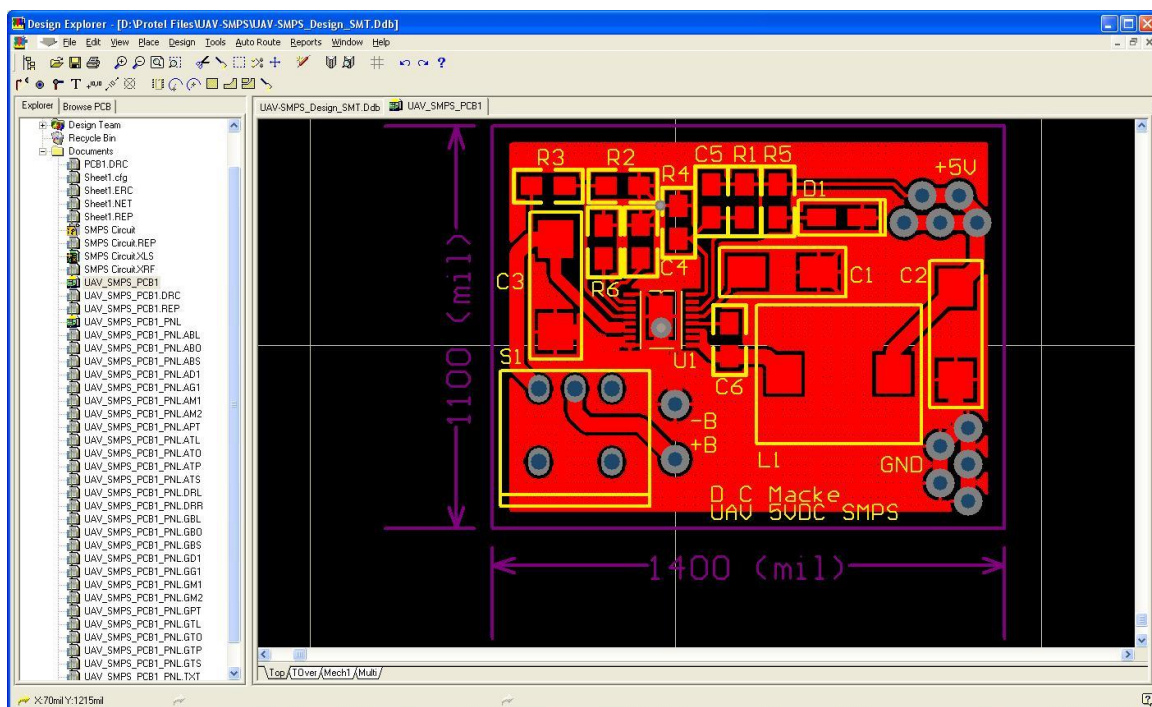 Design Explorer - [D:\Protel Files\UAV-SMPS\UAV-SMPS_Design_SMT.Ddb]
File Edit View Place Design Tools Auto Route Reports Window Help
Explorer Browse PCB
UAV-SMPS_Design_SMT.Ddb UAV_SMPS_PCB1
Design Team
Recycle Bin
Documents
PCB1.DRC
Sheet1.cfg
Sheet1.ERC
Sheet1.NET
Sheet1.REP
SMPS Circuit
SMPS Circuit.REP
SMPS Circuit.XLS
SMPS Circuit.XRF
UAV_SMPS_PCB1
UAV_SMPS_PCB1.DRC
UAV_SMPS_PCB1.REP
UAV_SMPS_PCB1_PNL
UAV_SMPS_PCB1_PNL.ABL
UAV_SMPS_PCB1_PNL.ABO
UAV_SMPS_PCB1_PNL.ABS
UAV_SMPS_PCB1_PNL.AD1
UAV_SMPS_PCB1_PNL.AG1
UAV_SMPS_PCB1_PNL.AM1
UAV_SMPS_PCB1_PNL.AM2
UAV_SMPS_PCB1_PNL.APT
UAV_SMPS_PCB1_PNL.ATL
UAV_SMPS_PCB1_PNL.ATO
UAV_SMPS_PCB1_PNL.ATP
UAV_SMPS_PCB1_PNL.ATS
UAV_SMPS_PCB1_PNL.DRL
UAV_SMPS_PCB1_PNL.DRR
UAV_SMPS_PCB1_PNL.GBL
UAV_SMPS_PCB1_PNL.GBO
UAV_SMPS_PCB1_PNL.GBS
UAV_SMPS_PCB1_PNL.GD1
UAV_SMPS_PCB1_PNL.GG1
UAV_SMPS_PCB1_PNL.GM1
UAV_SMPS_PCB1_PNL.GM2
UAV_SMPS_PCB1_PNL.GPT
UAV_SMPS_PCB1_PNL.GTL
UAV_SMPS_PCB1_PNL.GTO
UAV_SMPS_PCB1_PNL.GTP
UAV_SMPS_PCB1_PNL.GTS
UAV_SMPS_PCB1_PNL.TXT
R3 R2 R4 C5 R1 R5 +5V
D1
C3 R6 C4 C1 C2
S1 U1 C6
-B
+B
L1 GND
D C Macke
UAV 5VDC SMPS
1100 (mil)
1400 (mil)
Top TOver Mech1 Multi
X:70mil Y:1215mil